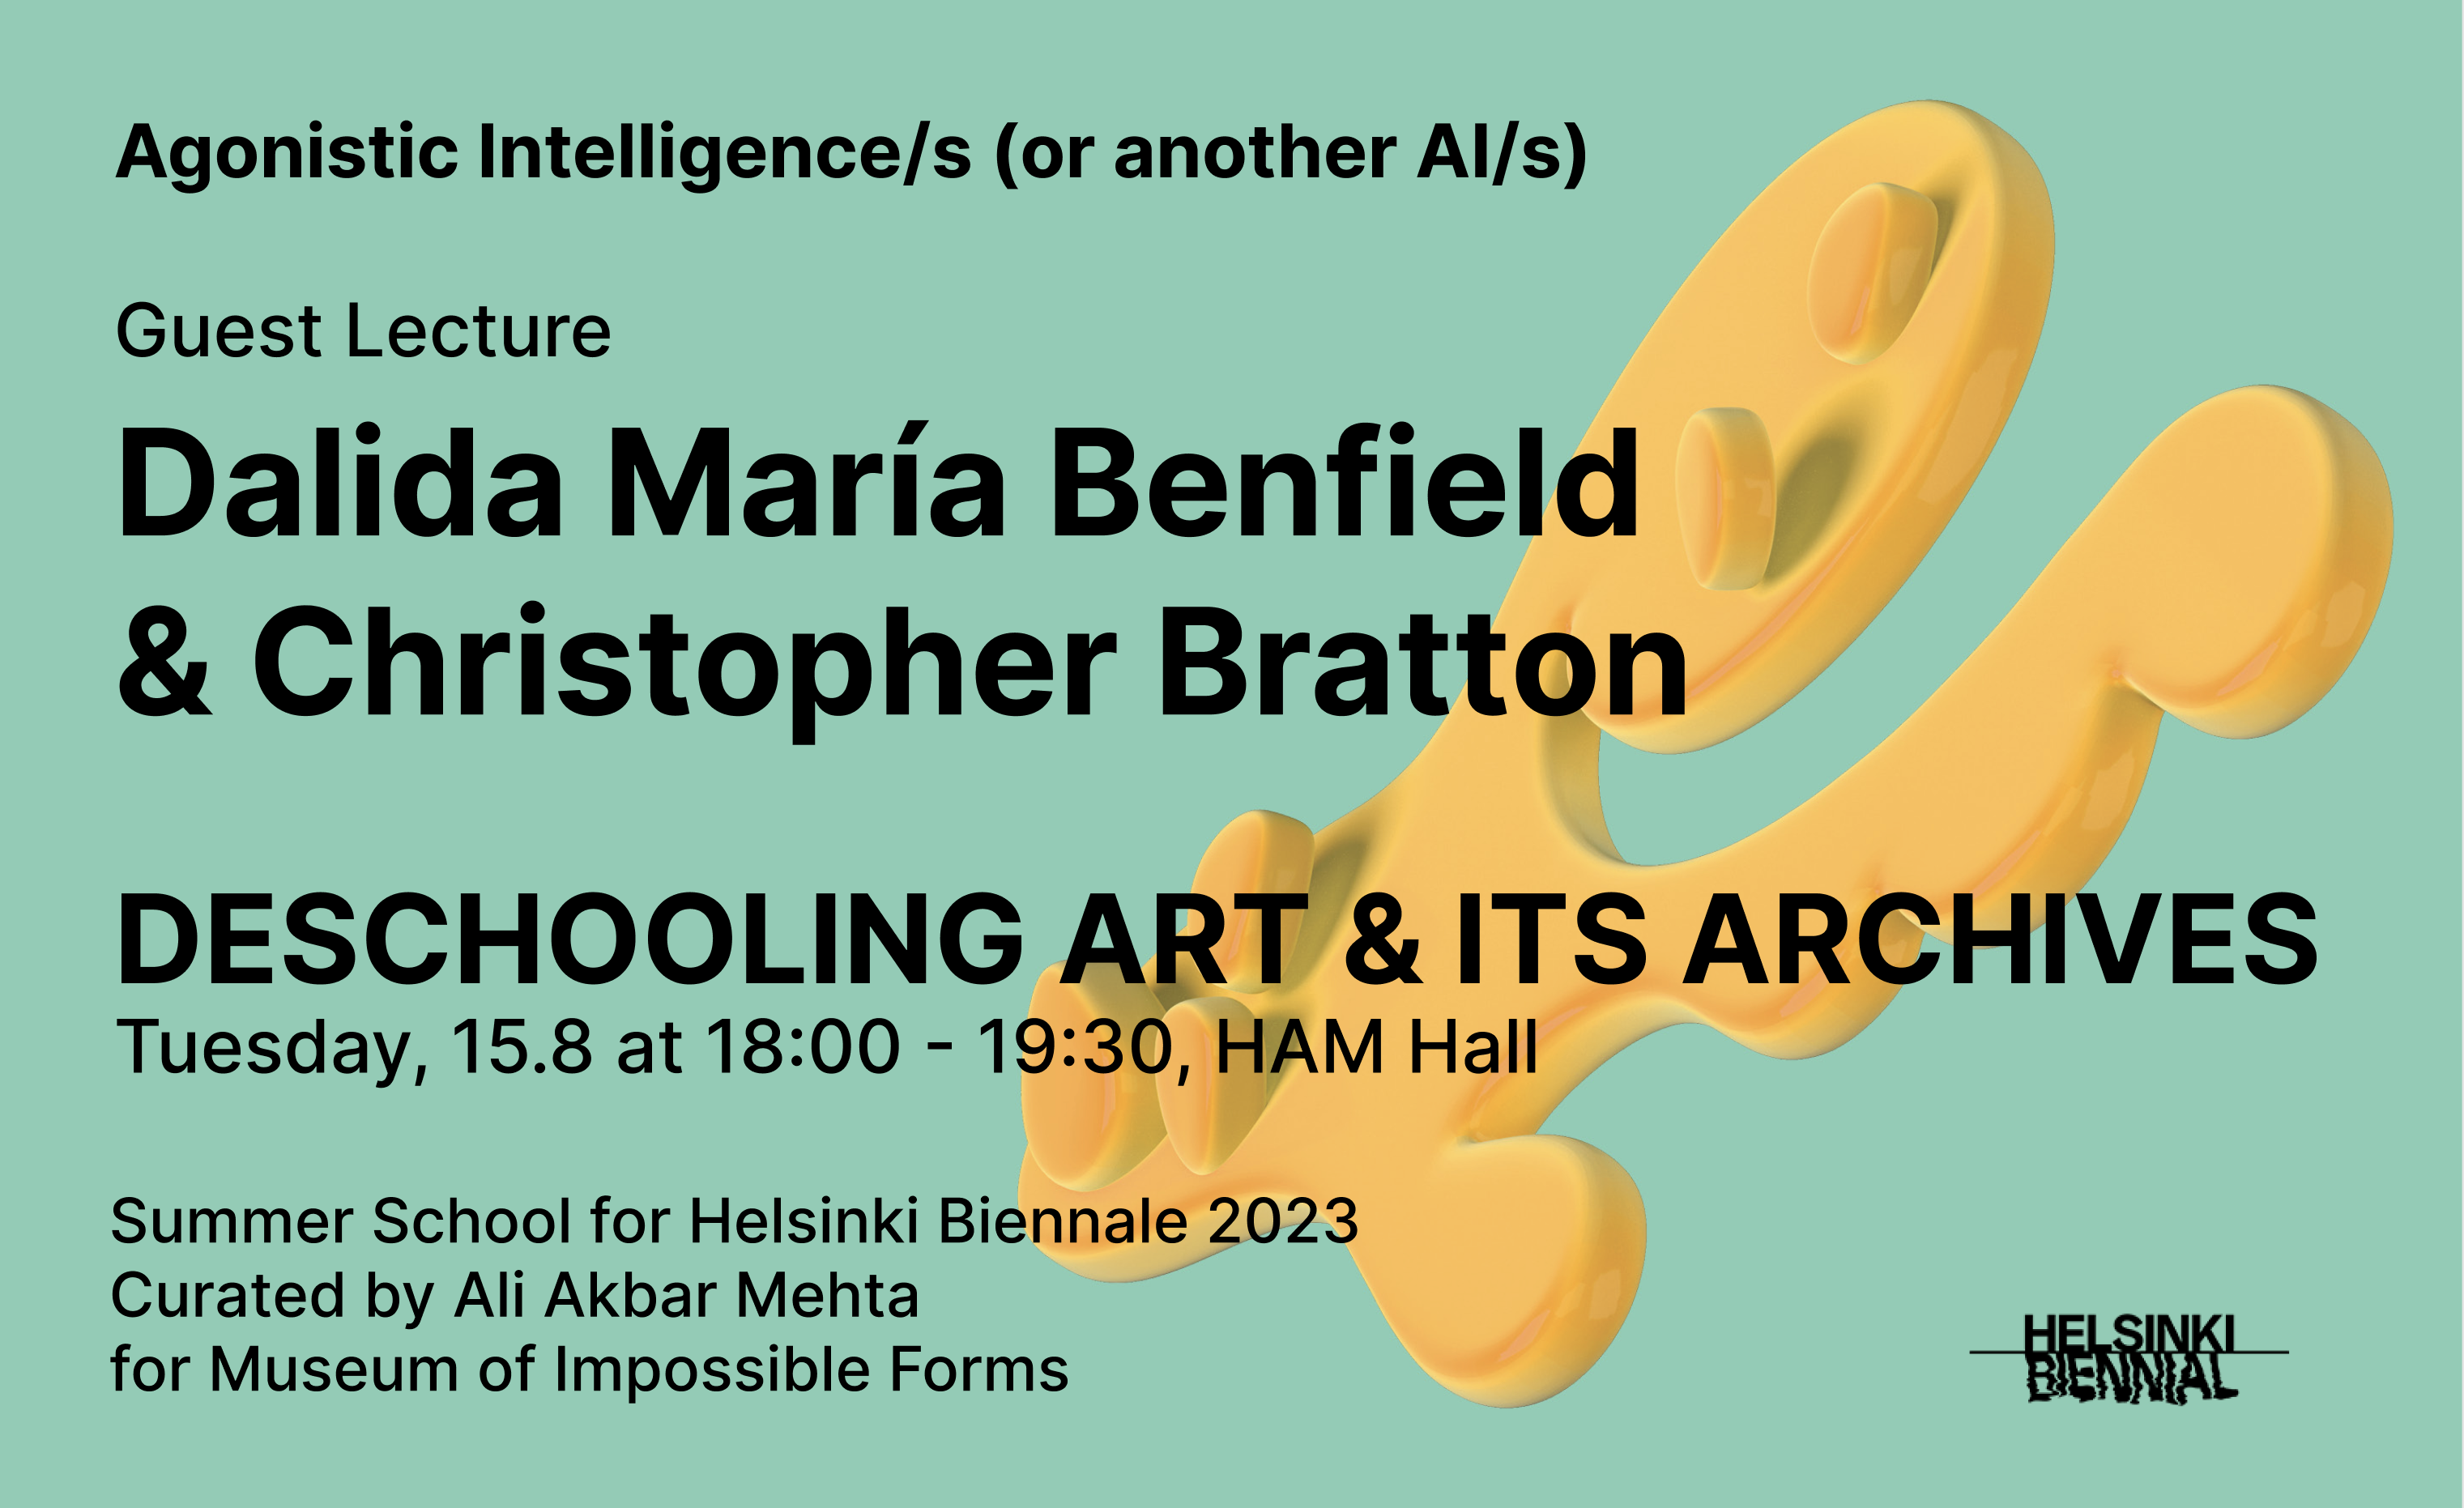 Agonistic Intelligence/s (or another AI/s)
Guest Lecture
Dalida María Benfield
& Christopher Bratton
DESCHOOLING ART & ITS ARCHIVES
Tuesday, 15.8 at 18:00 - 19:30, HAM Hall
Summer School for Helsinki Biennale 2023
Curated by Ali Akbar Mehta
for Museum of Impossible Forms
HELSINKI
BIENNIAL